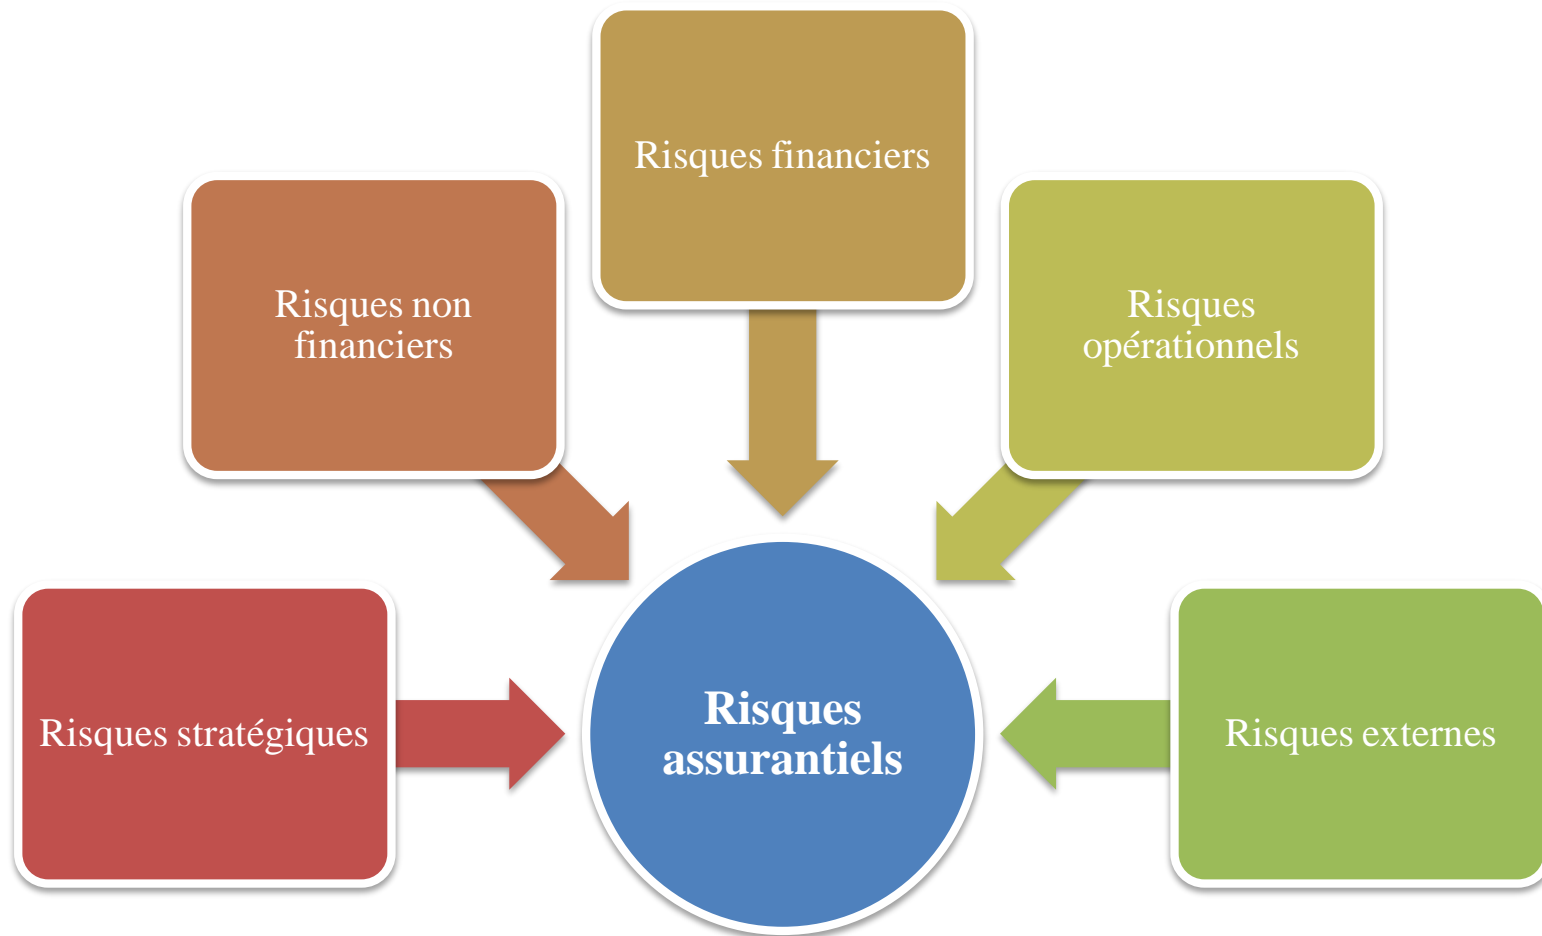 Risques financiers
Risques non
financiers
Risques
opérationnels
Risques stratégiques
Risques
assurantiels
Risques externes